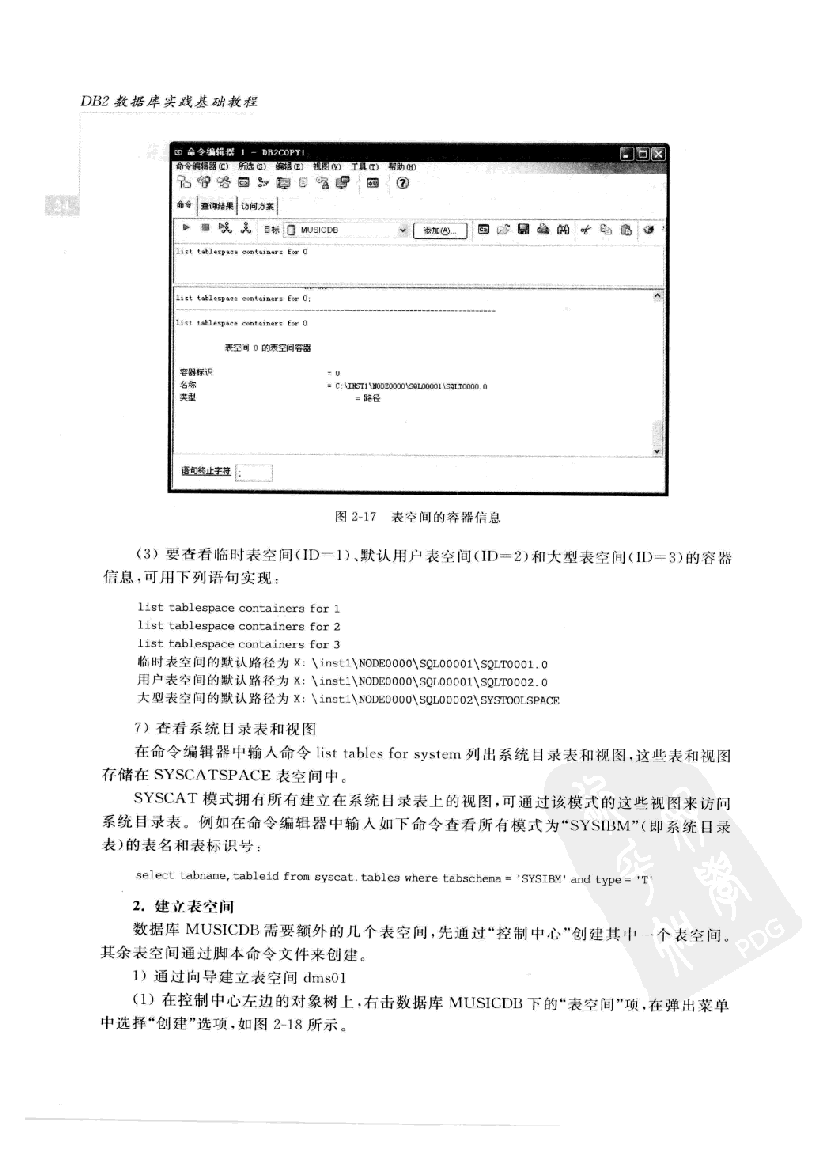 DB2 数据库实践基础教程
命令编辑器 1 - DB2COPY1
命令编辑器(C) 所选(S) 编辑(E) 视图(V) 工具(T) 帮助(H)
命令 查询结果 访问方案
目标 MUSICDB 添加(A)...
list tablespace containers for 0
list tablespace containers for 0;
list tablespace containers for 0
表空间 0 的表空间容器
容器标识 = 0
名称 = C:\INST1\NODE0000\SQL00001\SQLT0000.0
类型 = 路径
语句终止字符 ;
图 2-17 表空间的容器信息
(3) 要查看临时表空间(ID=1)、默认用户表空间(ID=2)和大型表空间(ID=3)的容器
信息,可用下列语句实现:
list tablespace containers for 1
list tablespace containers for 2
list tablespace containers for 3
临时表空间的默认路径为 X: \inst1\NODE0000\SQL00001\SQLT0001.0
用户表空间的默认路径为 X: \inst1\NODE0000\SQL00001\SQLT0002.0
大型表空间的默认路径为 X: \inst1\NODE0000\SQL00002\SYSTOOLSPACE
7) 查看系统目录表和视图
在命令编辑器中输入命令 list tables for system 列出系统目录表和视图,这些表和视图
存储在 SYSCATSPACE 表空间中。
SYSCAT 模式拥有所有建立在系统目录表上的视图,可通过该模式的这些视图来访问
系统目录表。例如在命令编辑器中输入如下命令查看所有模式为“SYSIBM”(即系统目录
表)的表名和表标识号:
select tabname, tableid from syscat.tables where tabschema = 'SYSIBM' and type = 'T'
2. 建立表空间
数据库 MUSICDB 需要额外的几个表空间,先通过“控制中心”创建其中一个表空间。
其余表空间通过脚本命令文件来创建。
1) 通过向导建立表空间 dms01
(1) 在控制中心左边的对象树上,右击数据库 MUSICDB 下的“表空间”项,在弹出菜单
中选择“创建”选项,如图 2-18 所示。
PDG